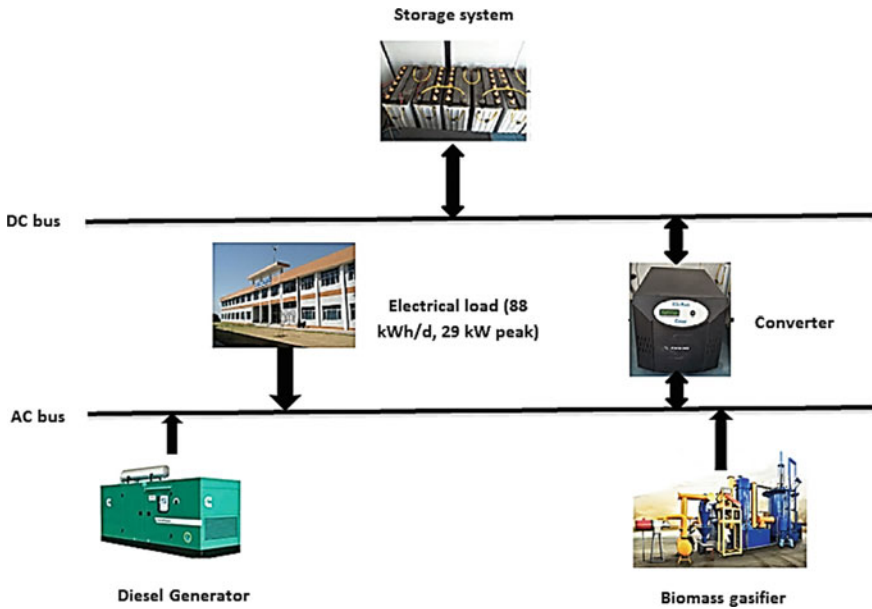 Storage system
DC bus
Electrical load (88
kWh/d, 29 kW peak)
Converter
AC bus
Diesel Generator
Biomass gasifier